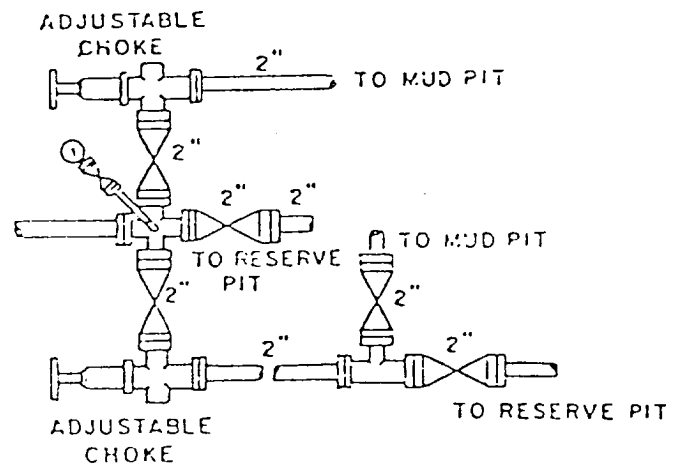 ADJUSTABLE
CHOKE
2"
TO MUD PIT
2"
2"
2"
TO RESERVE
PIT
TO MUD PIT
2"
2"
2"
2"
TO RESERVE PIT
ADJUSTABLE
CHOKE